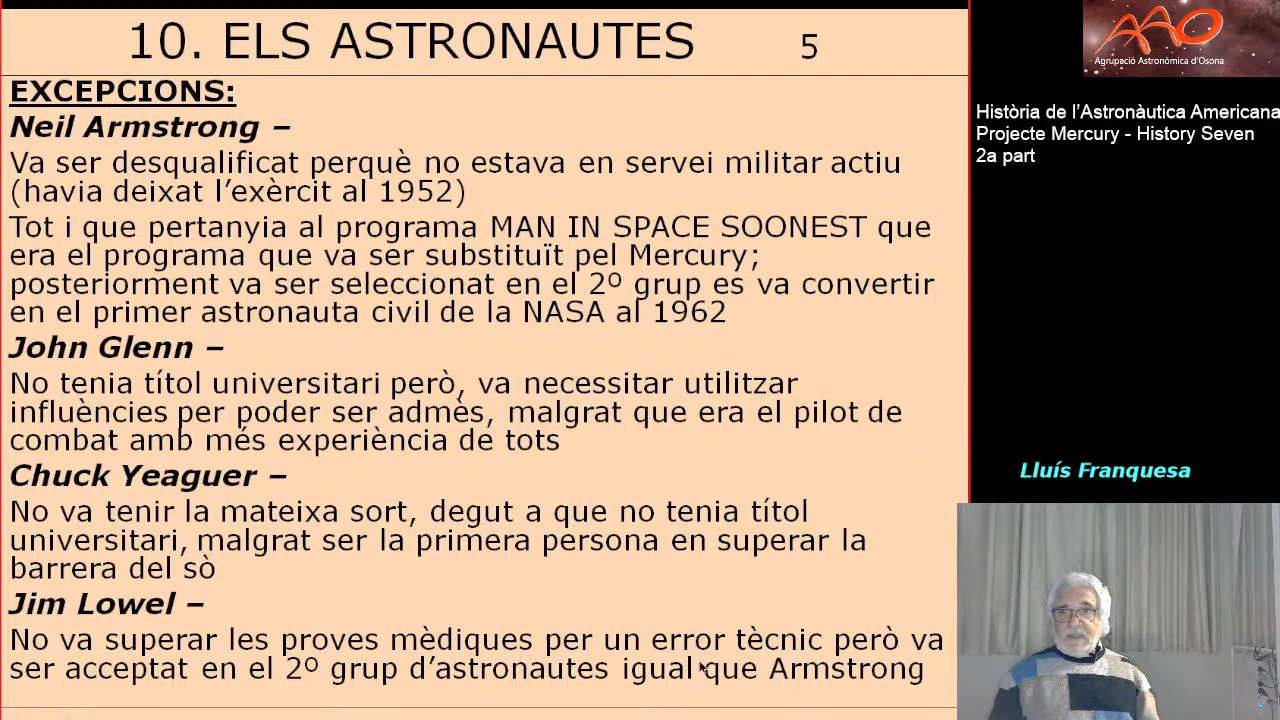 10. ELS ASTRONAUTES 5
EXCEPCIONS:
Neil Armstrong –
Va ser desqualificat perquè no estava en servei militar actiu
(havia deixat l’exèrcit al 1952)
Tot i que pertanyia al programa MAN IN SPACE SOONEST que
era el programa que va ser substituït pel Mercury;
posteriorment va ser seleccionat en el 2º grup es va convertir
en el primer astronauta civil de la NASA al 1962
John Glenn –
No tenia títol universitari però, va necessitar utilitzar
influències per poder ser admès, malgrat que era el pilot de
combat amb més experiència de tots
Chuck Yeaguer –
No va tenir la mateixa sort, degut a que no tenia títol
universitari, malgrat ser la primera persona en superar la
barrera del sò
Jim Lowel –
No va superar les proves mèdiques per un error tècnic però va
ser acceptat en el 2º grup d’astronautes igual que Armstrong
AAO
Agrupació Astronòmica d'Osona
Història de l’Astronàutica Americana
Projecte Mercury - History Seven
2a part
Lluís Franquesa